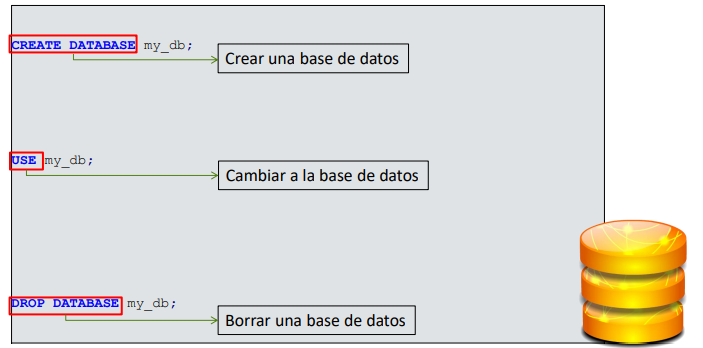 CREATE DATABASE my_db;
Crear una base de datos
USE my_db;
Cambiar a la base de datos
DROP DATABASE my_db;
Borrar una base de datos